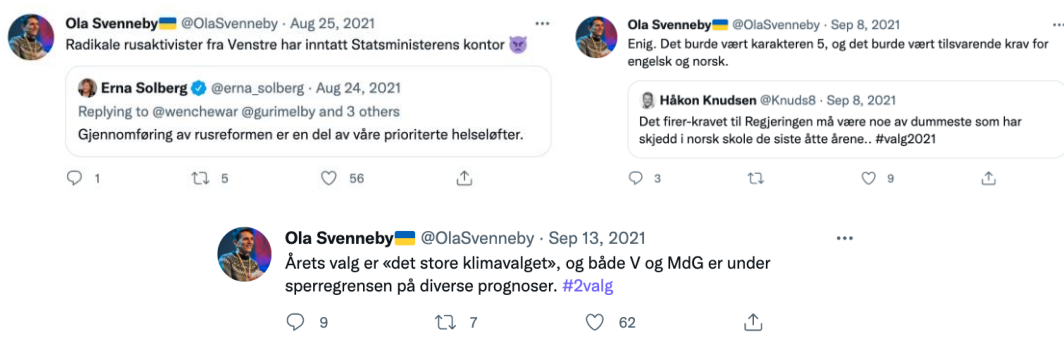 Ola Svenneby🇺🇦 @OlaSvenneby · Aug 25, 2021
Radikale rusaktivister fra Venstre har inntatt Statsministerens kontor 👿
Erna Solberg @erna_solberg · Aug 24, 2021
Replying to @wenchewar @gurimelby and 3 others
Gjennomføring av rusreformen er en del av våre prioriterte helseløfter.
1 5 56
Ola Svenneby🇺🇦 @OlaSvenneby · Sep 8, 2021
Enig. Det burde vært karakteren 5, og det burde vært tilsvarende krav for
engelsk og norsk.
Håkon Knudsen @Knuds8 · Sep 8, 2021
Det firer-kravet til Regjeringen må være noe av dummeste som har
skjedd i norsk skole de siste åtte årene.. #valg2021
3 9
Ola Svenneby🇺🇦 @OlaSvenneby · Sep 13, 2021
Årets valg er «det store klimavalget», og både V og MdG er under
sperregrensen på diverse prognoser. #2valg
9 7 62